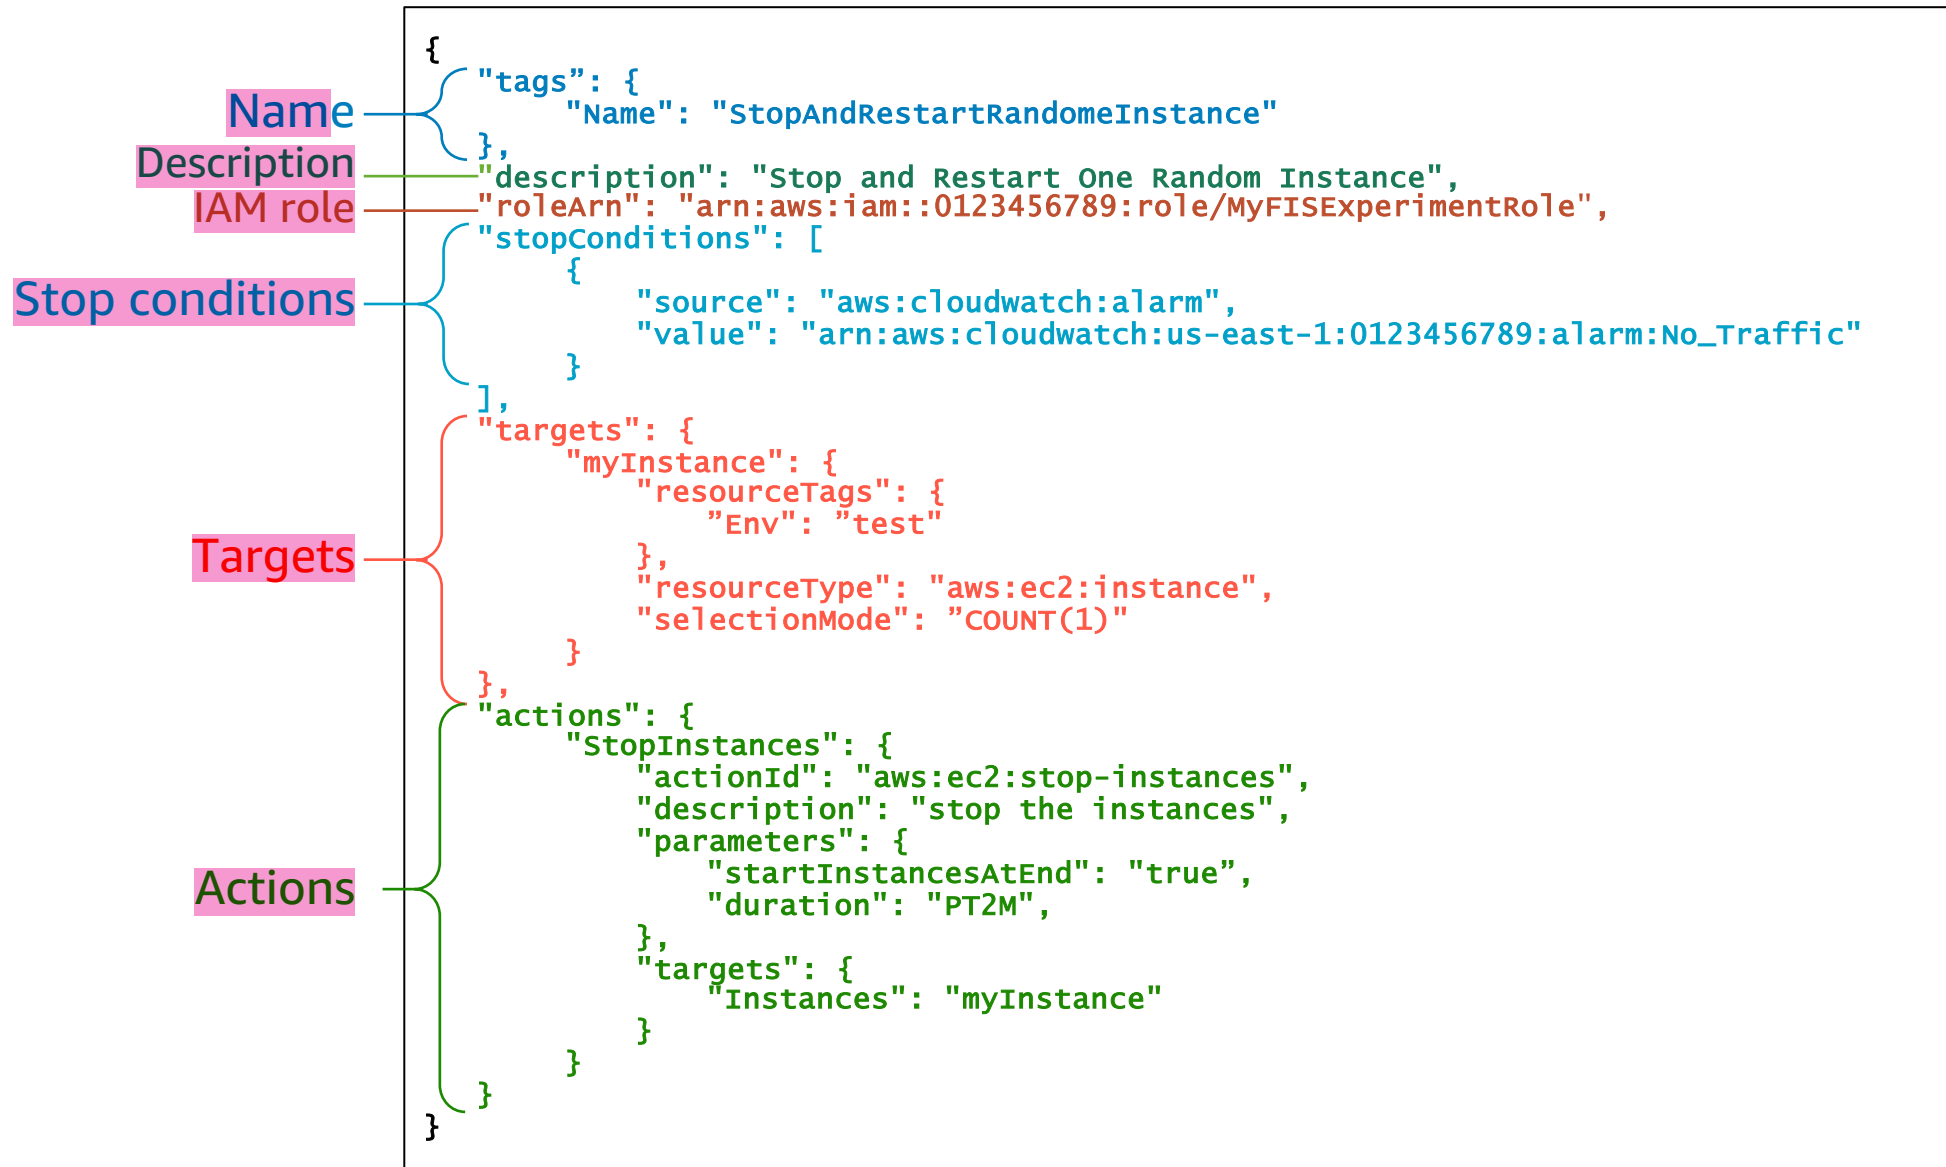 {
"tags”: {
Name
"Name": "StopAndRestartRandomeInstance"
},
Description
"description": "Stop and Restart One Random Instance",
IAM role
"roleArn": "arn:aws:iam::0123456789:role/MyFISExperimentRole",
"stopConditions": [
{
Stop conditions
"source": "aws:cloudwatch:alarm",
"value": "arn:aws:cloudwatch:us-east-1:0123456789:alarm:No_Traffic"
}
],
"targets": {
"myInstance": {
"resourceTags": {
”Env": ”test"
Targets
},
"resourceType": "aws:ec2:instance",
"selectionMode": ”COUNT(1)"
}
},
"actions": {
"StopInstances": {
"actionId": "aws:ec2:stop-instances",
"description": "stop the instances",
"parameters": {
Actions
"startInstancesAtEnd": "true”,
"duration": "PT2M",
},
"targets": {
"Instances": "myInstance"
}
}
}
}